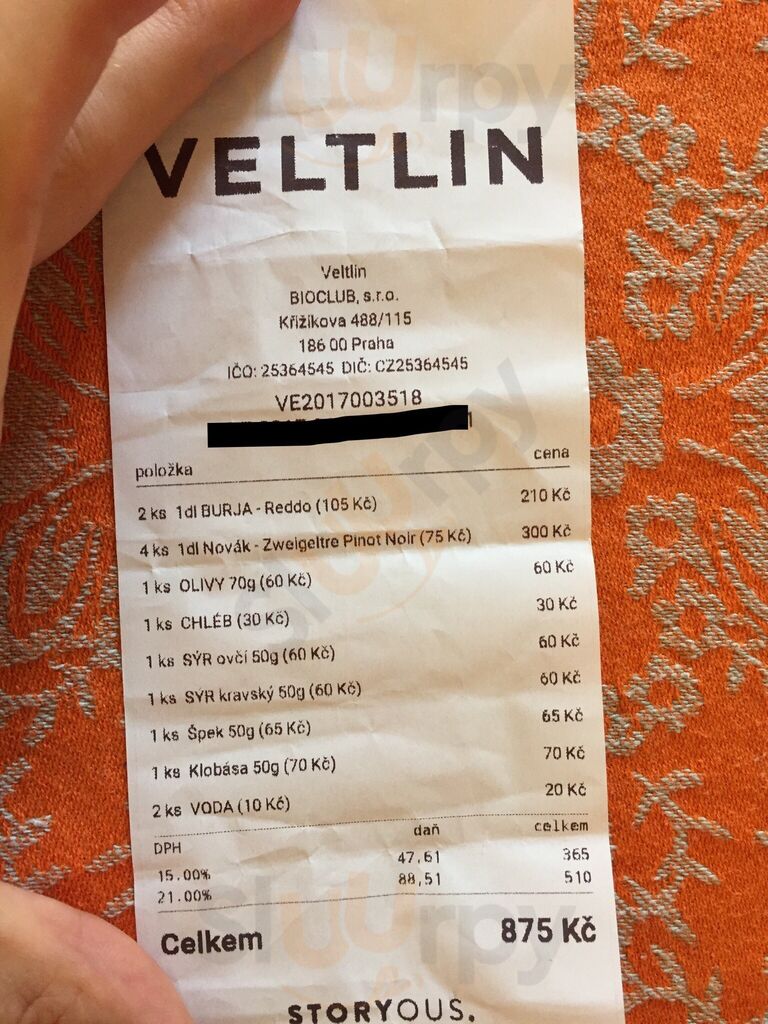 VELTLIN
Veltlin
BIOCLUB, s.r.o.
Křižikova 488/115
186 00 Praha
IČO: 25364545 DIČ: CZ25364545
VE2017003518
položka cena
2 ks 1dl BURJA - Reddo (105 Kč) 210 Kč
4 ks 1dl Novák - Zweigeltre Pinot Noir (75 Kč) 300 Kč
1 ks OLIVY 70g (60 Kč) 60 Kč
1 ks CHLÉB (30 Kč) 30 Kč
1 ks SÝR ovčí 50g (60 Kč) 60 Kč
1 ks SÝR kravský 50g (60 Kč) 60 Kč
1 ks Špek 50g (65 Kč) 65 Kč
1 ks Klobása 50g (70 Kč) 70 Kč
2 ks VODA (10 Kč) 20 Kč
DPH daň celkem
15.00% 47,61 365
21.00% 88,51 510
Celkem 875 Kč
STORYOUS.
sluurpy
sluurpy
sluurpy